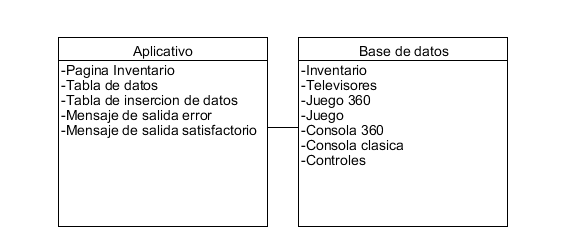 Aplicativo
-Pagina Inventario
-Tabla de datos
-Tabla de insercion de datos
-Mensaje de salida error
-Mensaje de salida satisfactorio
Base de datos
-Inventario
-Televisores
-Juego 360
-Juego
-Consola 360
-Consola clasica
-Controles